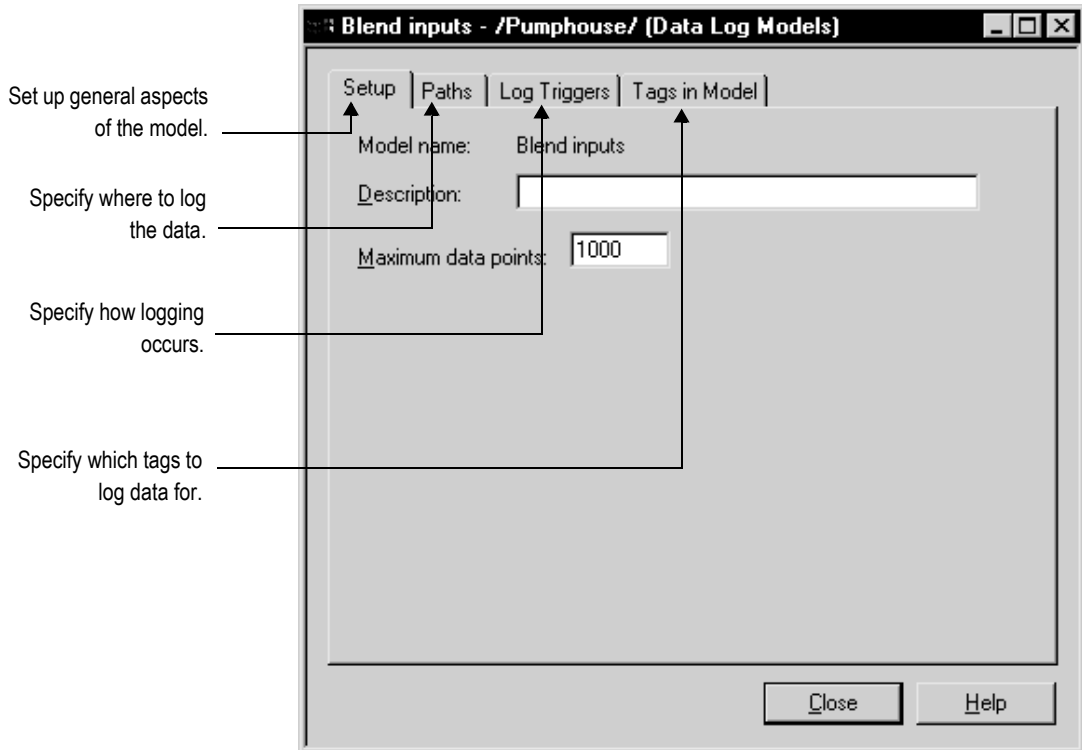 Blend inputs - /Pumphouse/ (Data Log Models)
Setup Paths Log Triggers Tags in Model
Set up general aspects
of the model.
Model name: Blend inputs
Description:
Specify where to log
the data.
Maximum data points: 1000
Specify how logging
occurs.
Specify which tags to
log data for.
Close Help